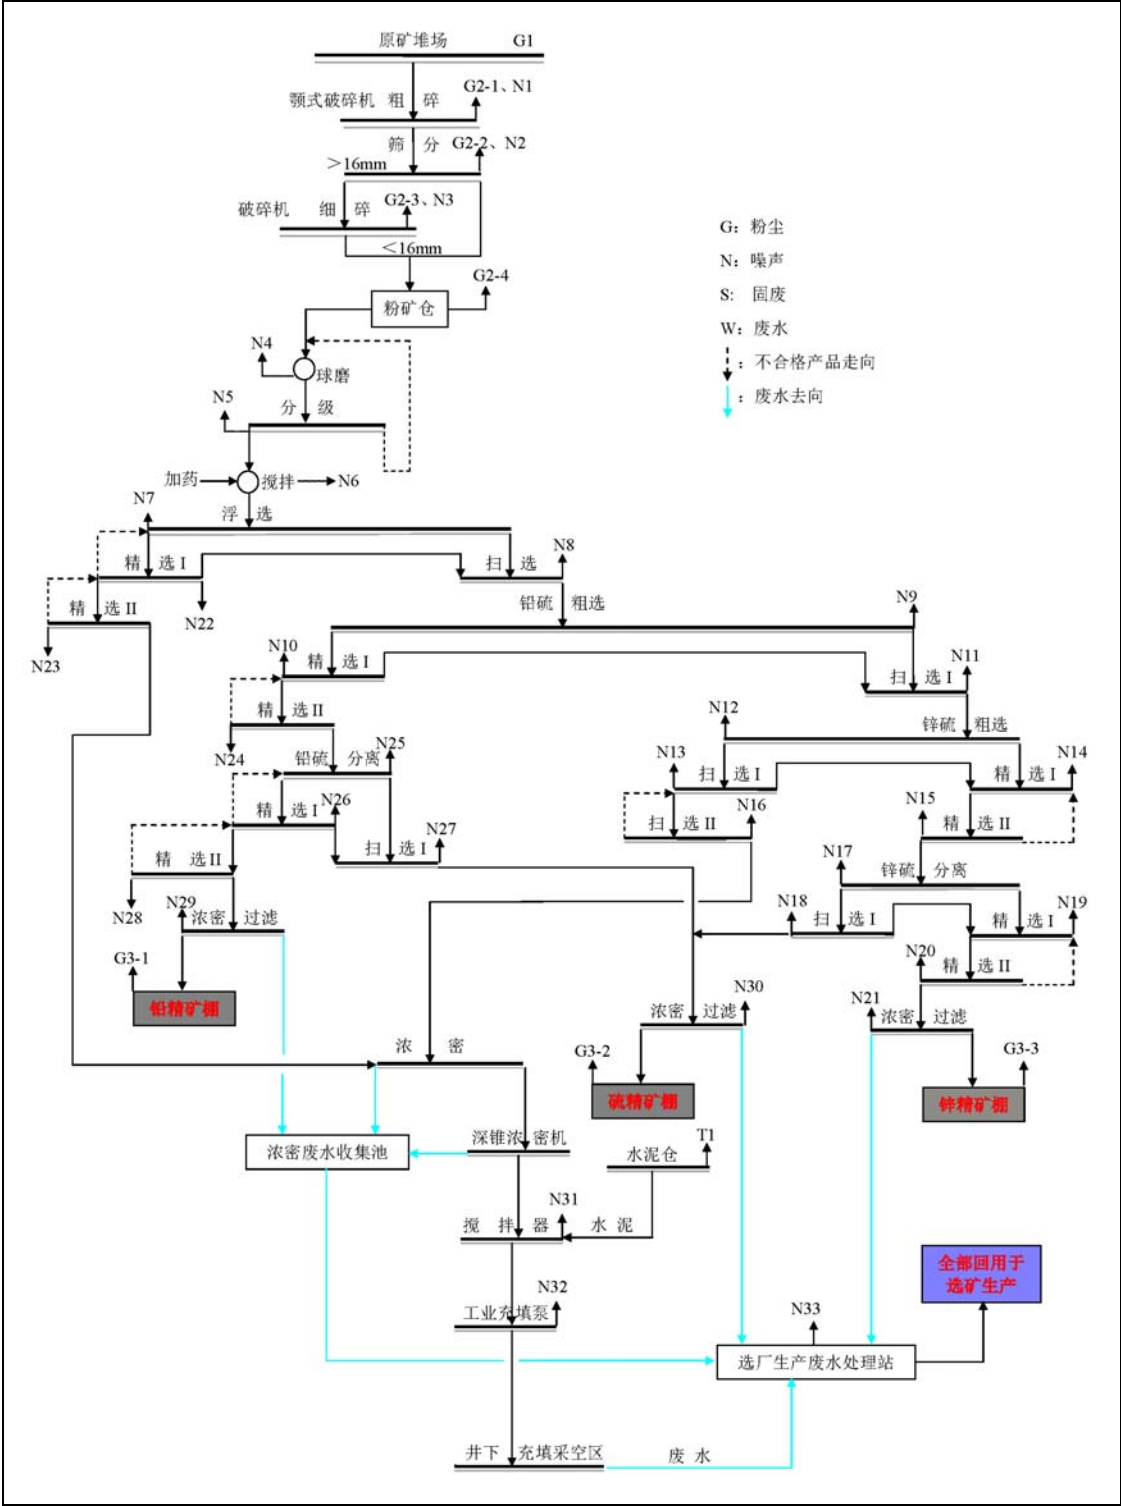 原矿堆场 G1
G2-1、N1
颚式破碎机 粗 碎
筛 分 G2-2、N2
＞16mm
G2-3、N3
破碎机 细 碎
＜16mm
G2-4
粉矿仓
G：粉尘
N：噪声
S: 固废
W：废水
：不合格产品走向
：废水去向
N4
球磨
N5
分 级
加药
搅拌
N6
N7
浮 选
精 选 I
扫 选
N8
N22
铅硫 粗选
N9
精 选 II
N23
N10
精 选 I
扫 选 I
N11
精 选 II
N24
N12
锌硫 粗选
铅硫 分离
N25
N13
扫 选 I
精 选 I
N14
精 选 I
N26
N16
扫 选 II
N15
精 选 II
扫 选 I
N27
精 选 II
N28
N17
锌硫 分离
N29
浓密 过滤
N18
扫 选 I
精 选 I
N19
G3-1
铅精矿棚
N20
精 选 II
N30
浓密 过滤
N21
浓密 过滤
浓 密
G3-2
硫精矿棚
G3-3
锌精矿棚
浓密废水收集池
深锥浓 密机
水泥仓
T1
搅 拌 器
N31
水 泥
工业充填泵
N32
全部回用于
选矿生产
N33
选厂生产废水处理站
井下 充填采空区
废 水